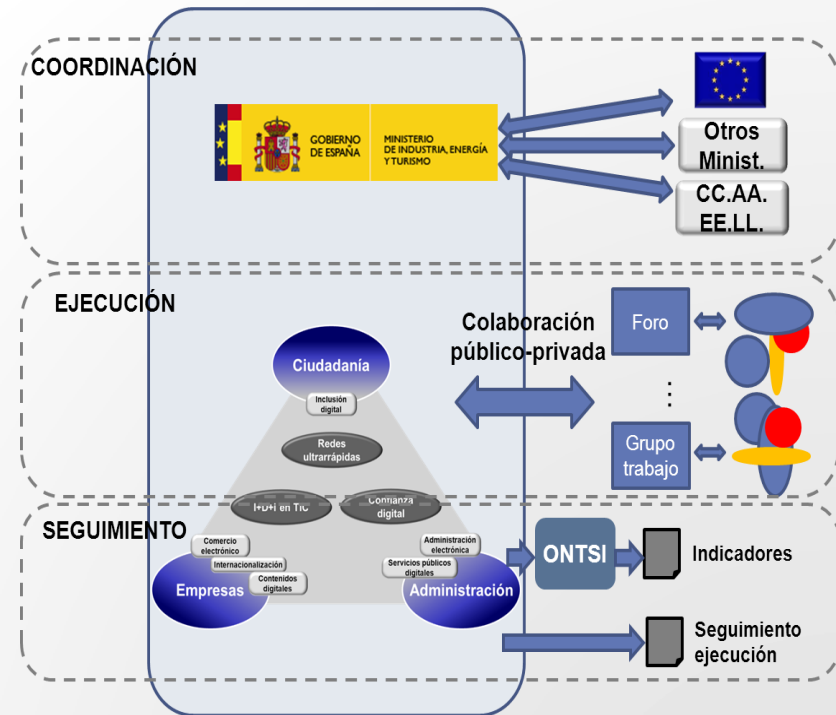 COORDINACIÓN
GOBIERNO
DE ESPAÑA
MINISTERIO
DE INDUSTRIA, ENERGÍA
Y TURISMO
Otros
Minist.
CC.AA.
EE.LL.
EJECUCIÓN
Colaboración
público-privada
Foro
⋮
Grupo
trabajo
Ciudadanía
Inclusión
digital
Redes
ultrarrápidas
I+D+i en TIC
Confianza
digital
SEGUIMIENTO
Comercio
electrónico
Internacionalización
Contenidos
digitales
Empresas
Administración
electrónica
Servicios públicos
digitales
Administración
ONTSI
Indicadores
Seguimiento
ejecución